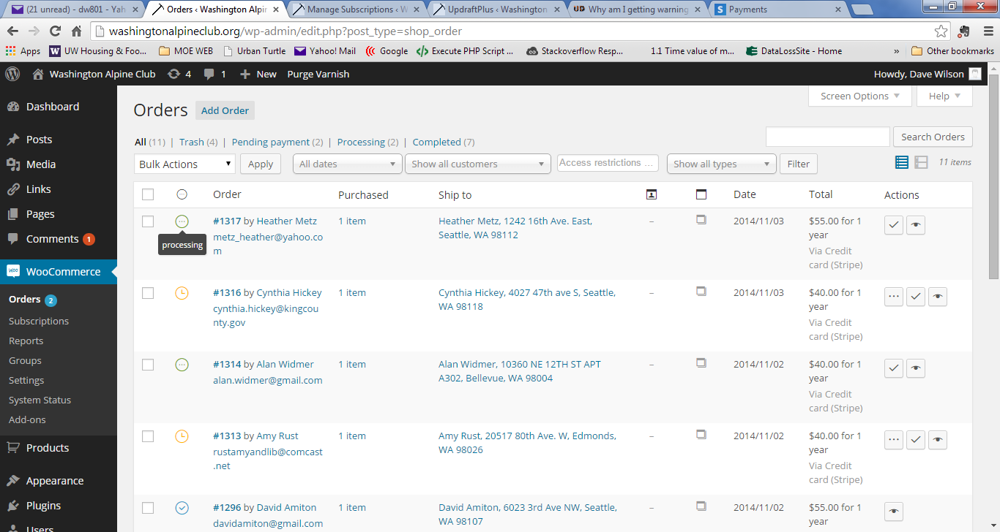 (21 unread) - dw801 - Yah
Orders ‹ Washington Alpin
Manage Subscriptions ‹ W
UpdraftPlus ‹ Washington
Why am I getting warning
S Payments
washingtonalpineclub.org/wp-admin/edit.php?post_type=shop_order
Apps
W UW Housing & Foo...
MOE WEB
Urban Turtle
Yahoo! Mail
Google
Execute PHP Script ...
Stackoverflow Resp...
1.1 Time value of m...
DataLossSite - Home
»
Other bookmarks
Washington Alpine Club
4
1
New
Purge Varnish
Howdy, Dave Wilson
Dashboard
Posts
Media
Links
Pages
Comments 1
WooCommerce
Orders 2
Subscriptions
Reports
Groups
Settings
System Status
Add-ons
Products
Appearance
Plugins
Users
Screen Options
Help
Orders
Add Order
All (11) | Trash (4) | Pending payment (2) | Processing (2) | Completed (7)
Search Orders
Bulk Actions
Apply
All dates
Show all customers
Access restrictions ...
Show all types
Filter
11 items
Order
Purchased
Ship to
Date
Total
Actions
#1317 by Heather Metz
metz_heather@yahoo.co
m
processing
1 item
Heather Metz, 1242 16th Ave. East,
Seattle, WA 98112
–
2014/11/03
$55.00 for 1
year
Via Credit
card (Stripe)
#1316 by Cynthia Hickey
cynthia.hickey@kingcou
nty.gov
1 item
Cynthia Hickey, 4027 47th ave S, Seattle,
WA 98118
–
2014/11/03
$40.00 for 1
year
Via Credit
card (Stripe)
#1314 by Alan Widmer
alan.widmer@gmail.com
1 item
Alan Widmer, 10360 NE 12TH ST APT
A302, Bellevue, WA 98004
–
2014/11/02
$40.00 for 1
year
Via Credit
card (Stripe)
#1313 by Amy Rust
rustamyandlib@comcast
.net
1 item
Amy Rust, 20517 80th Ave. W, Edmonds,
WA 98026
–
2014/11/02
$40.00 for 1
year
Via Credit
card (Stripe)
#1296 by David Amiton
davidamiton@gmail.com
1 item
David Amiton, 6023 3rd Ave NW, Seattle,
WA 98107
–
2014/11/02
$55.00 for 1
year